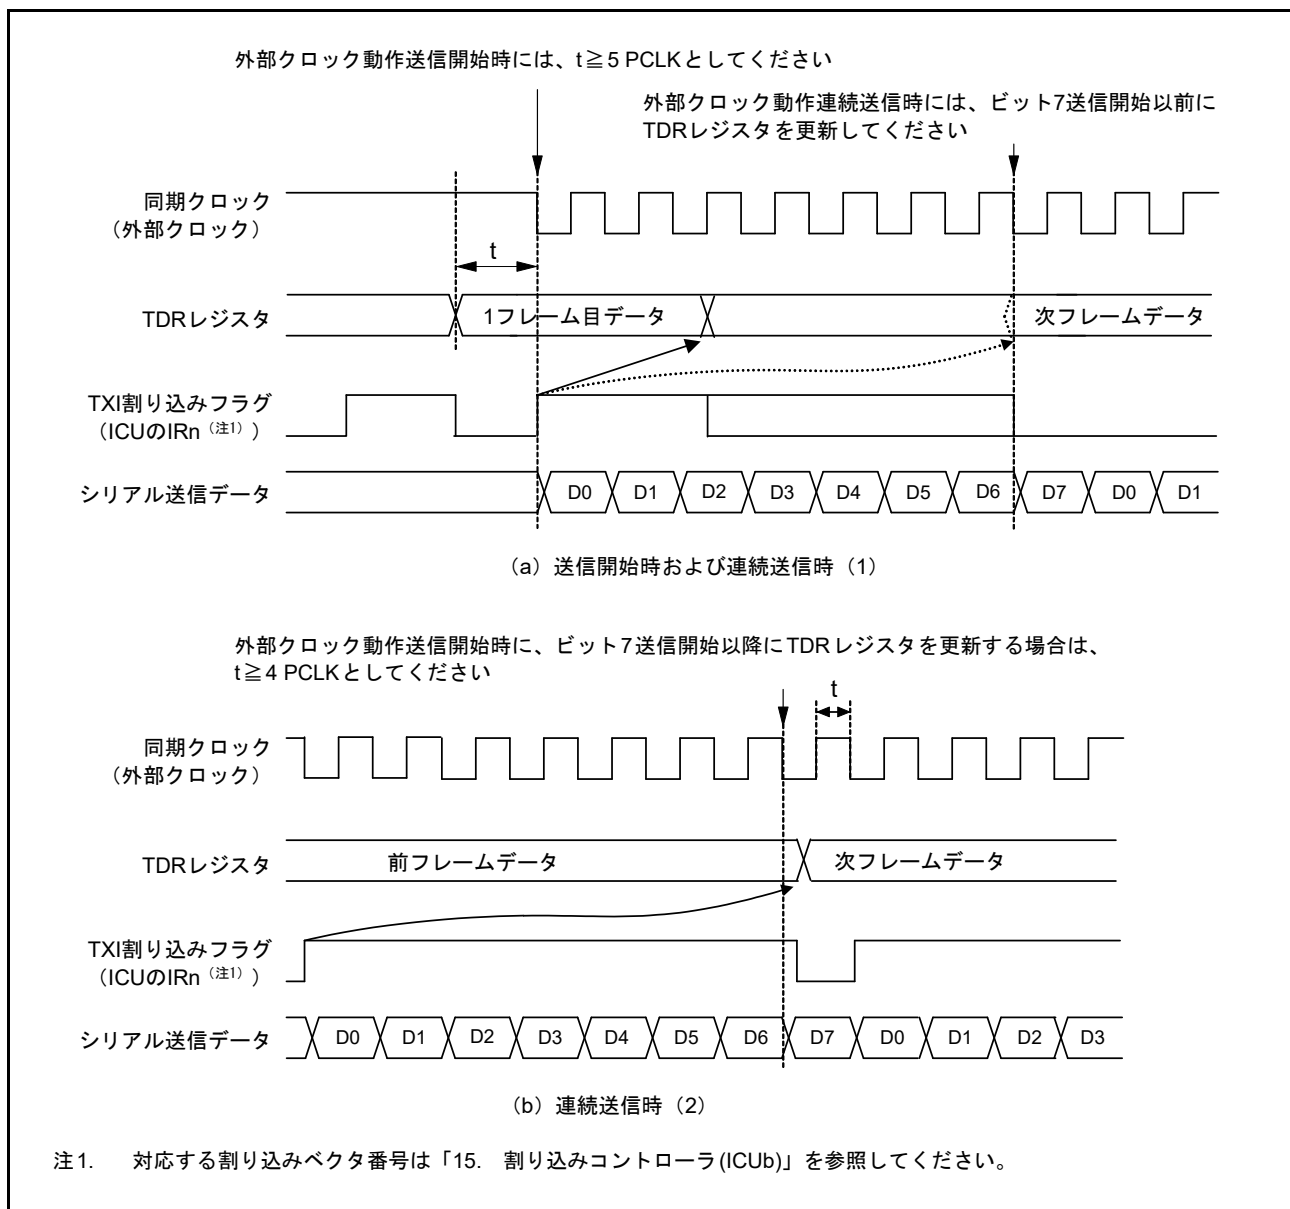 外部クロック動作送信開始時には、t≧5 PCLKとしてください
外部クロック動作連続送信時には、ビット7送信開始以前に
TDRレジスタを更新してください
同期クロック
（外部クロック）
t
TDRレジスタ
1フレーム目データ
次フレームデータ
TXI割り込みフラグ
（ICUのIRn（注1））
シリアル送信データ
D0 D1 D2 D3 D4 D5 D6 D7 D0 D1
（a）送信開始時および連続送信時（1）
外部クロック動作送信開始時に、ビット7送信開始以降にTDRレジスタを更新する場合は、
t≧4 PCLKとしてください
t
同期クロック
（外部クロック）
TDRレジスタ
前フレームデータ
次フレームデータ
TXI割り込みフラグ
（ICUのIRn（注1））
シリアル送信データ
D0 D1 D2 D3 D4 D5 D6 D7 D0 D1 D2 D3
（b）連続送信時（2）
注1. 対応する割り込みベクタ番号は「15. 割り込みコントローラ(ICUb)」を参照してください。